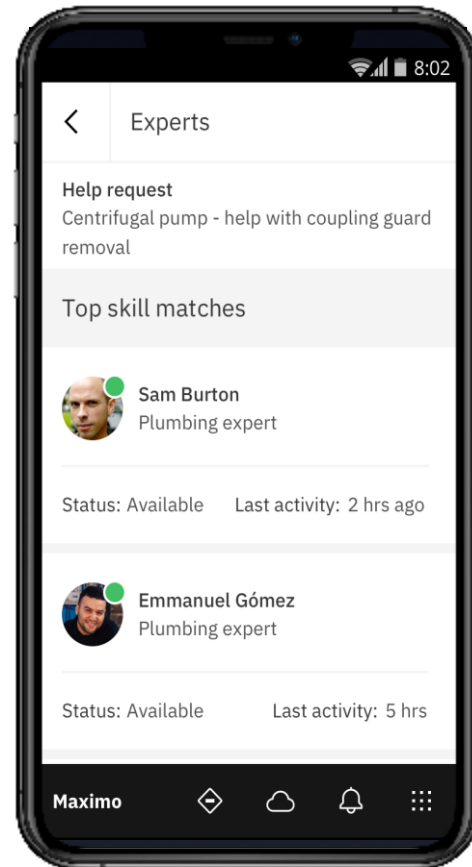 8:02
Experts
Help request
Centrifugal pump - help with coupling guard
removal
Top skill matches
Sam Burton
Plumbing expert
Status: Available Last activity: 2 hrs ago
Emmanuel Gómez
Plumbing expert
Status: Available Last activity: 5 hrs
Maximo